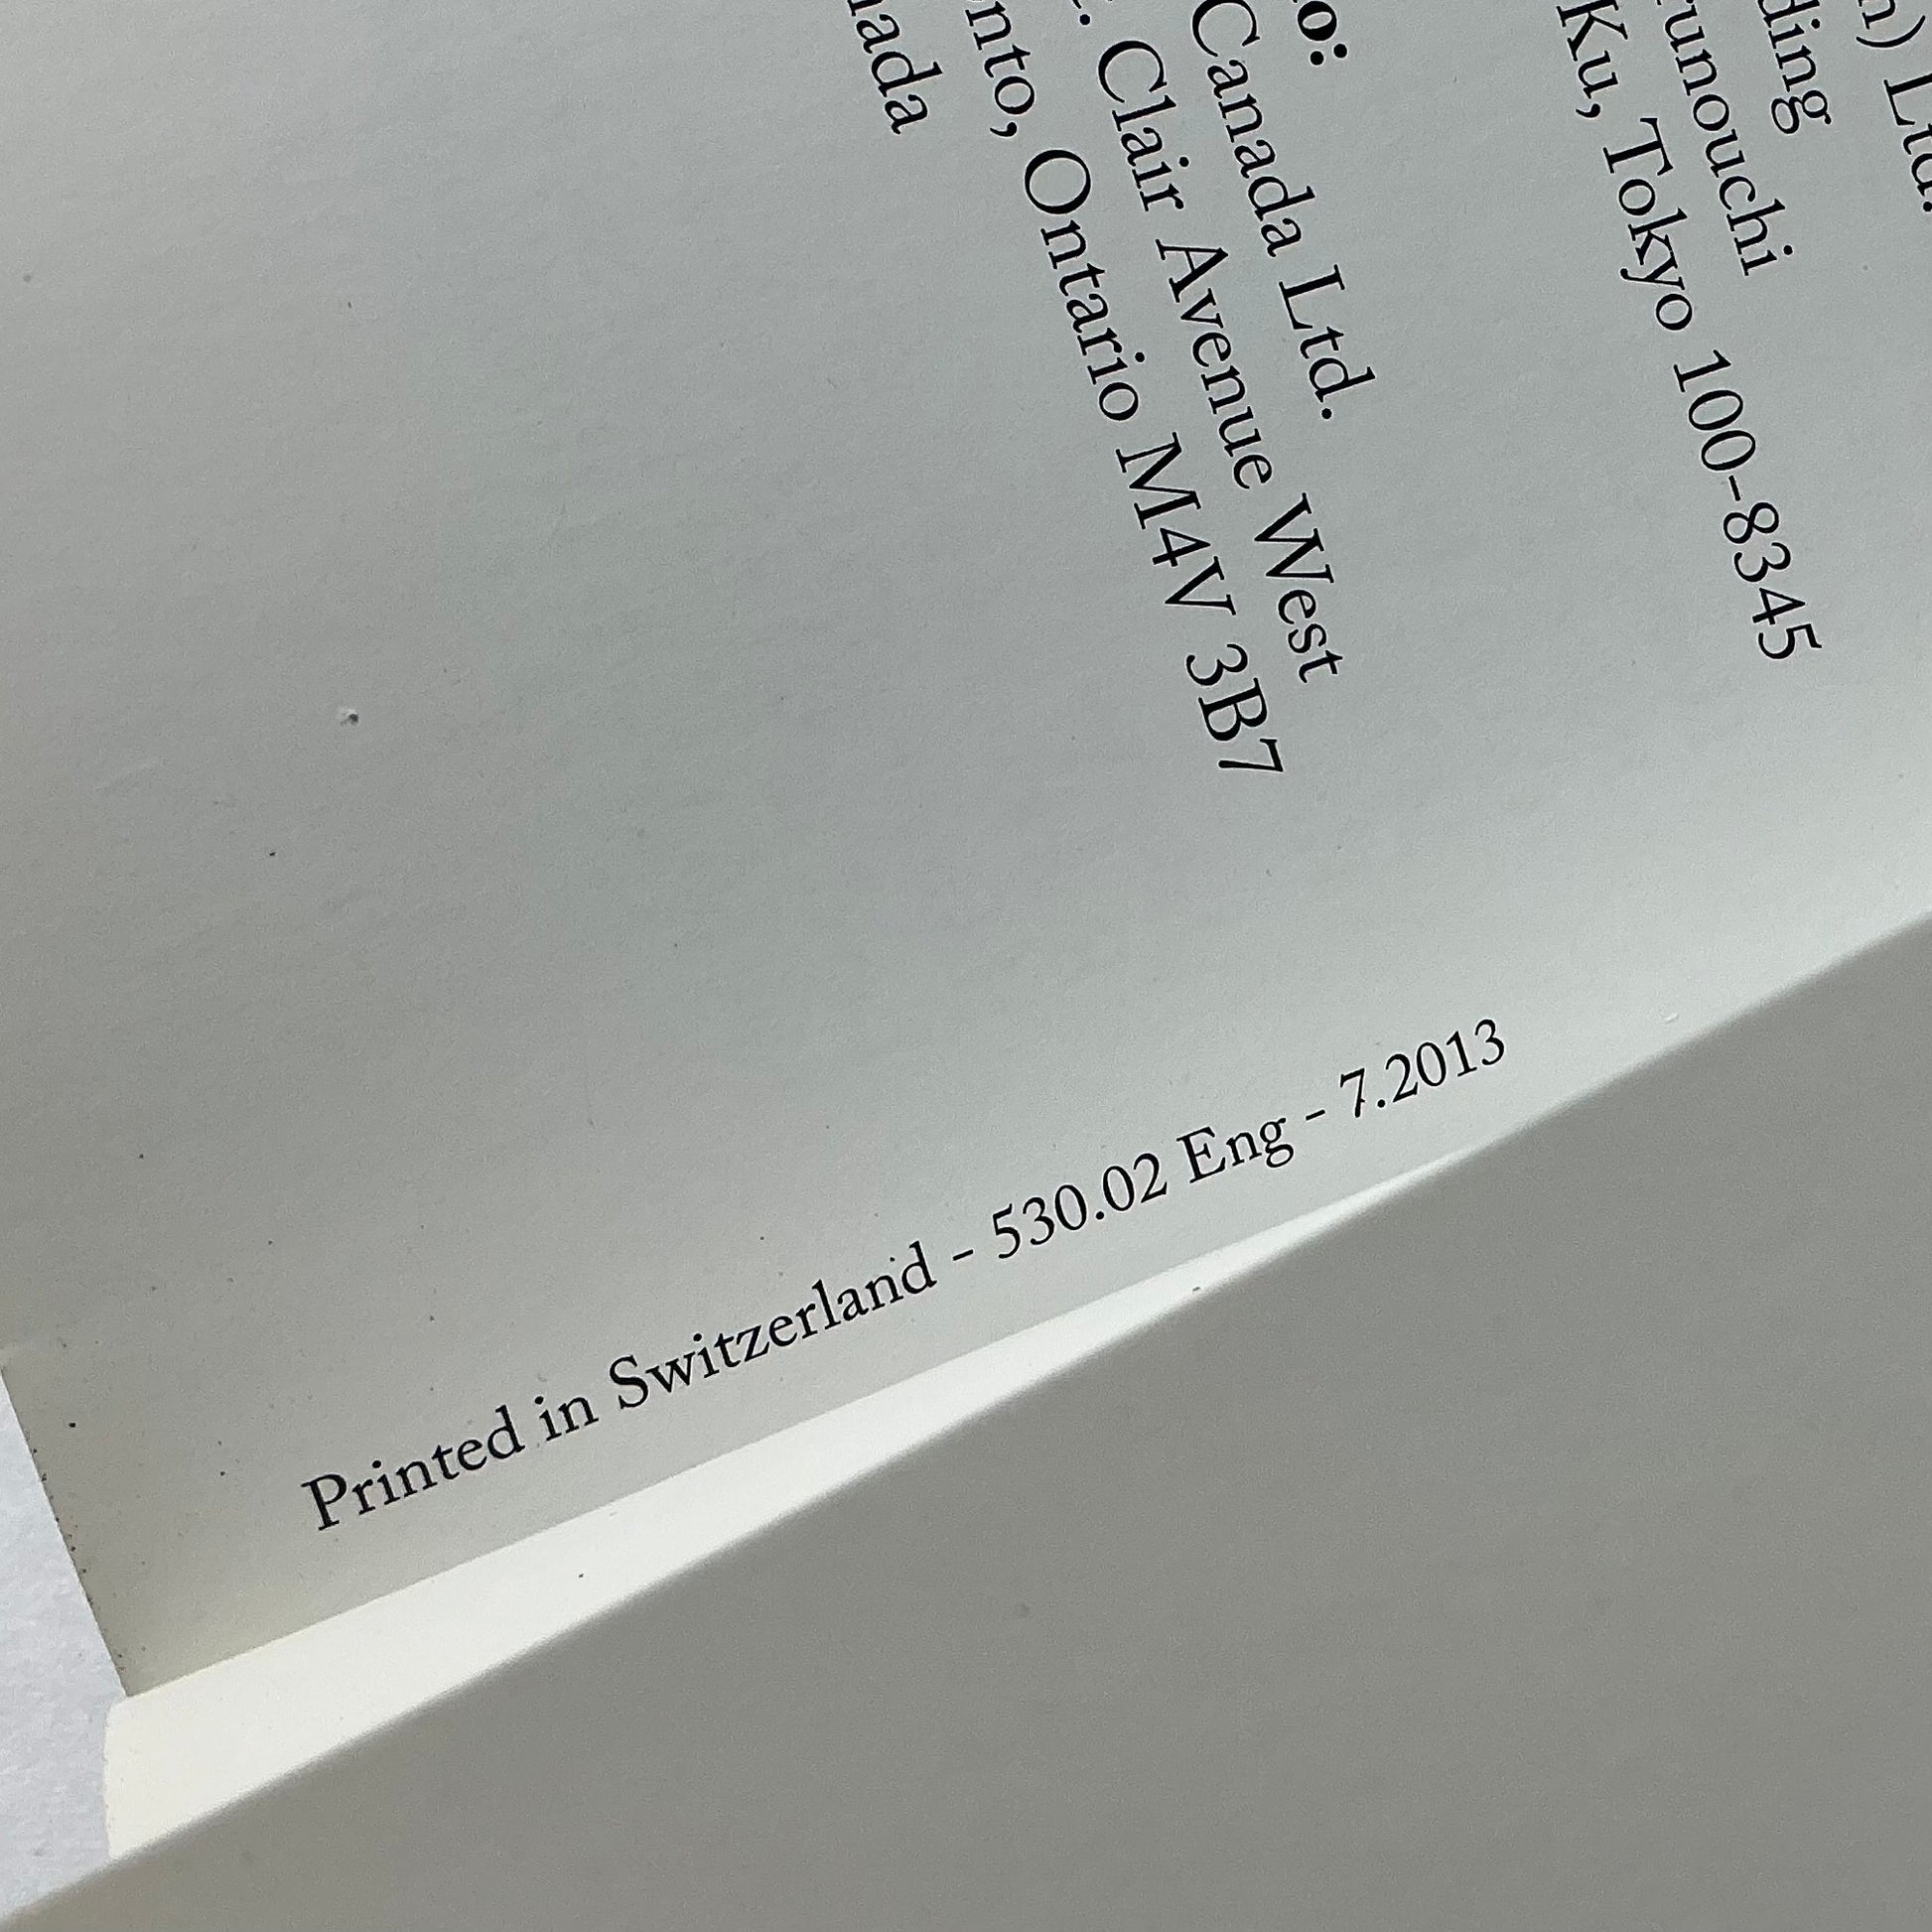 Ltd.
Ku, Tokyo 100-8345
Canada Ltd.
Clair Avenue West
Ontario M4V 3B7
Printed in Switzerland - 530.02 Eng - 7.2013